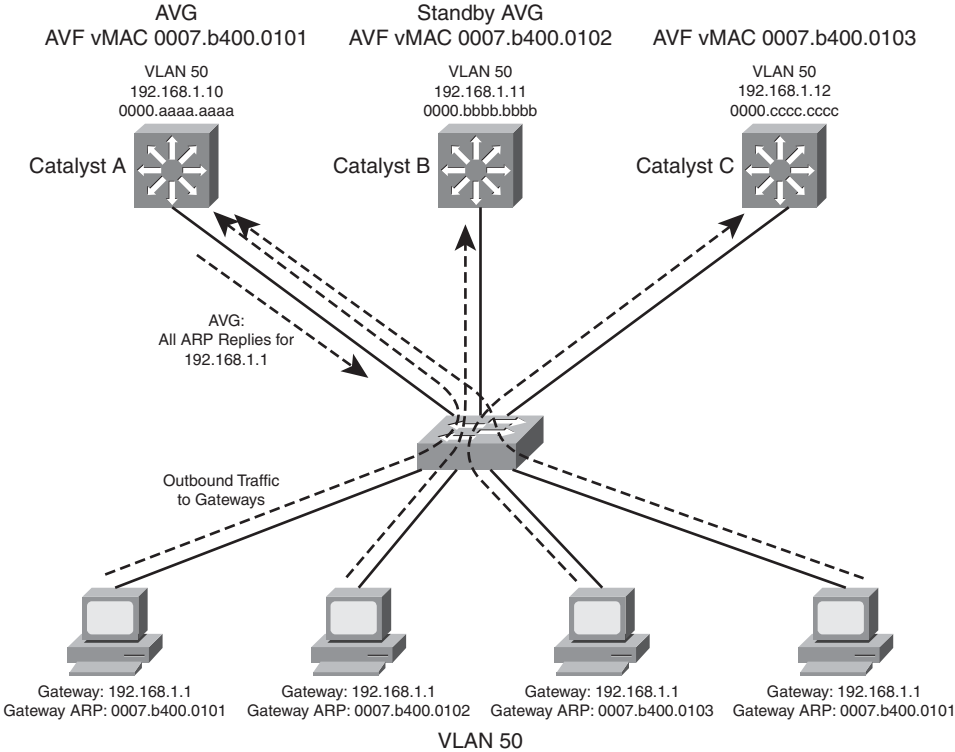 AVG
AVF vMAC 0007.b400.0101
Standby AVG
AVF vMAC 0007.b400.0102
AVF vMAC 0007.b400.0103
VLAN 50
192.168.1.10
0000.aaaa.aaaa
VLAN 50
192.168.1.11
0000.bbbb.bbbb
VLAN 50
192.168.1.12
0000.cccc.cccc
Catalyst A
Catalyst B
Catalyst C
AVG:
All ARP Replies for
192.168.1.1
Outbound Traffic
to Gateways
Gateway: 192.168.1.1
Gateway ARP: 0007.b400.0101
Gateway: 192.168.1.1
Gateway ARP: 0007.b400.0102
Gateway: 192.168.1.1
Gateway ARP: 0007.b400.0103
Gateway: 192.168.1.1
Gateway ARP: 0007.b400.0101
VLAN 50